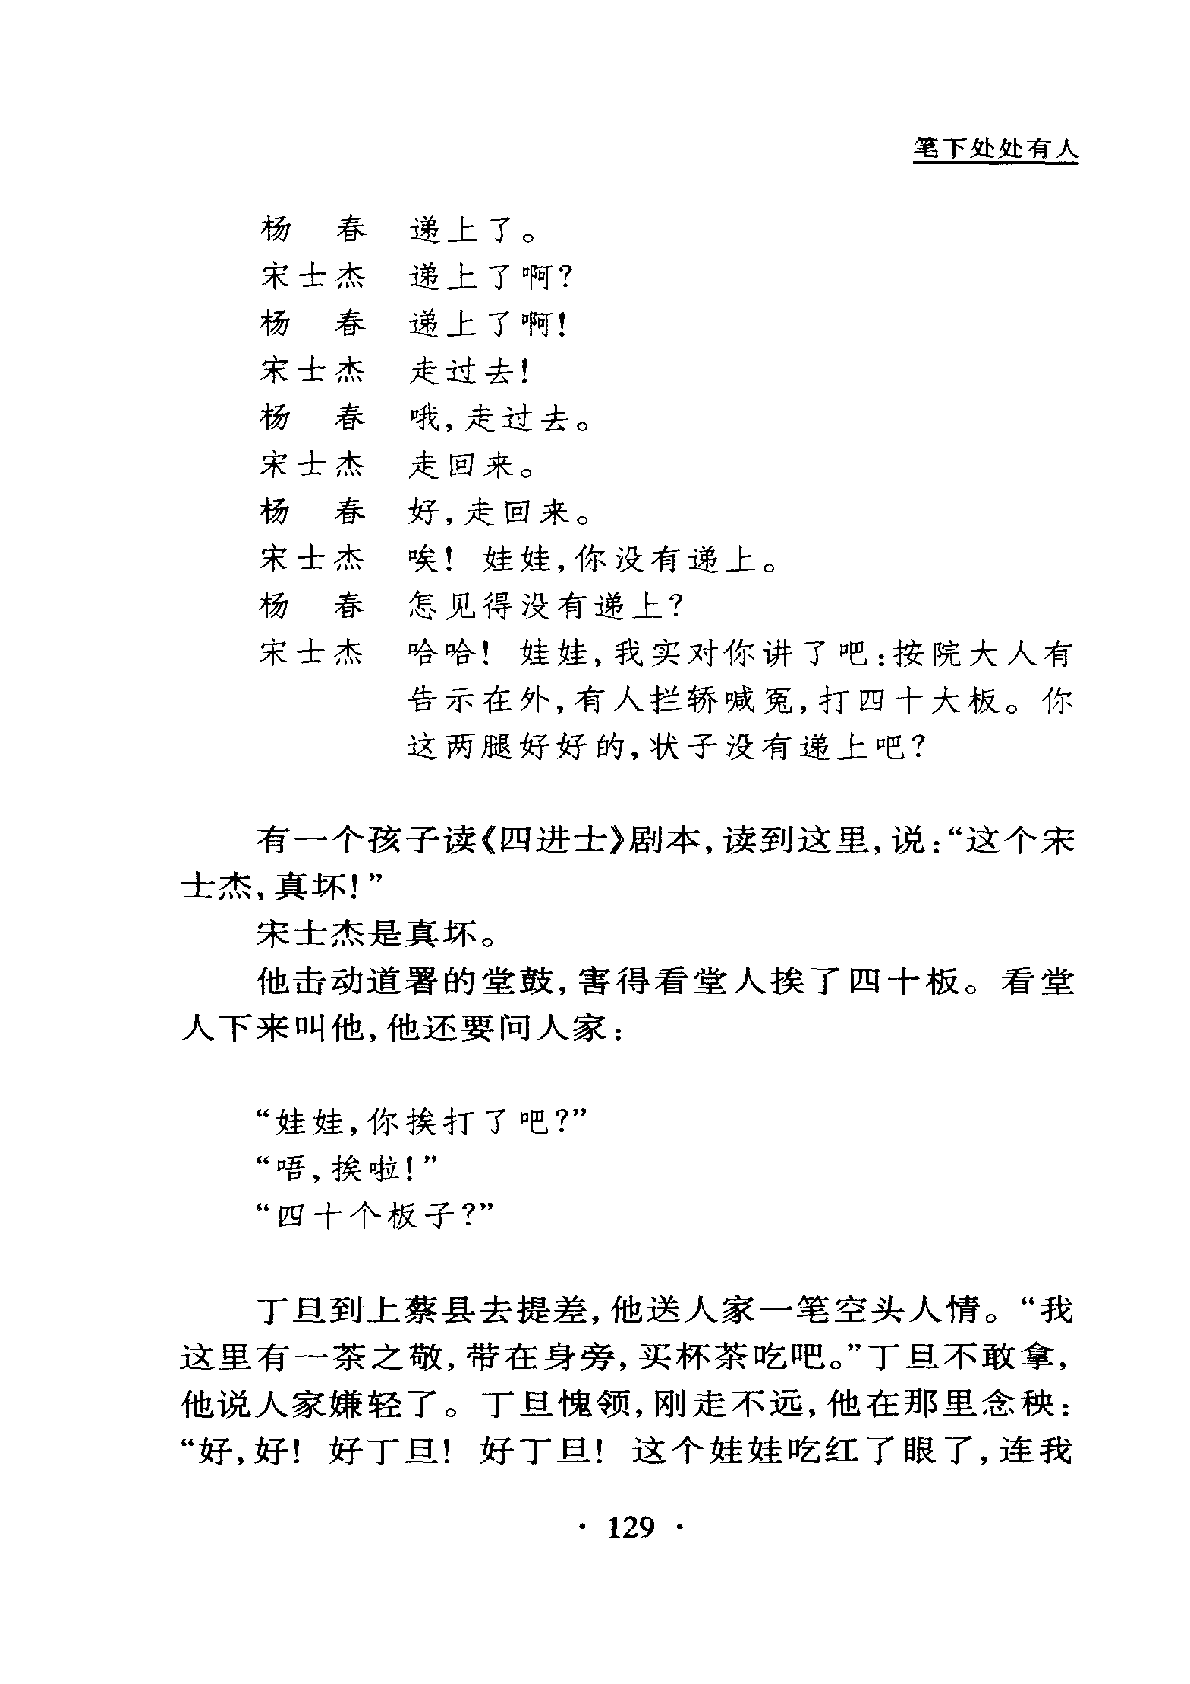 笔下处处有人
杨　春　递上了。
宋士杰　递上了啊?
杨　春　递上了啊!
宋士杰　走过去!
杨　春　哦,走过去。
宋士杰　走回来。
杨　春　好,走回来。
宋士杰　唉! 娃娃,你没有递上。
杨　春　怎见得没有递上?
宋士杰　哈哈! 娃娃,我实对你讲了吧:按院大人有
告示在外,有人拦轿喊冤,打四十大板。你
这两腿好好的,状子没有递上吧?
有一个孩子读《四进士》剧本,读到这里,说:“这个宋
士杰,真坏!”
宋士杰是真坏。
他击动道署的堂鼓,害得看堂人挨了四十板。看堂
人下来叫他,他还要问人家:
“娃娃,你挨打了吧?”
“唔,挨啦!”
“四十个板子?”
丁旦到上蔡县去提差,他送人家一笔空头人情。“我
这里有一茶之敬,带在身旁,买杯茶吃吧。”丁旦不敢拿,
他说人家嫌轻了。丁旦愧领,刚走不远,他在那里念秧:
“好,好! 好丁旦! 好丁旦! 这个娃娃吃红了眼了,连我
· 129 ·